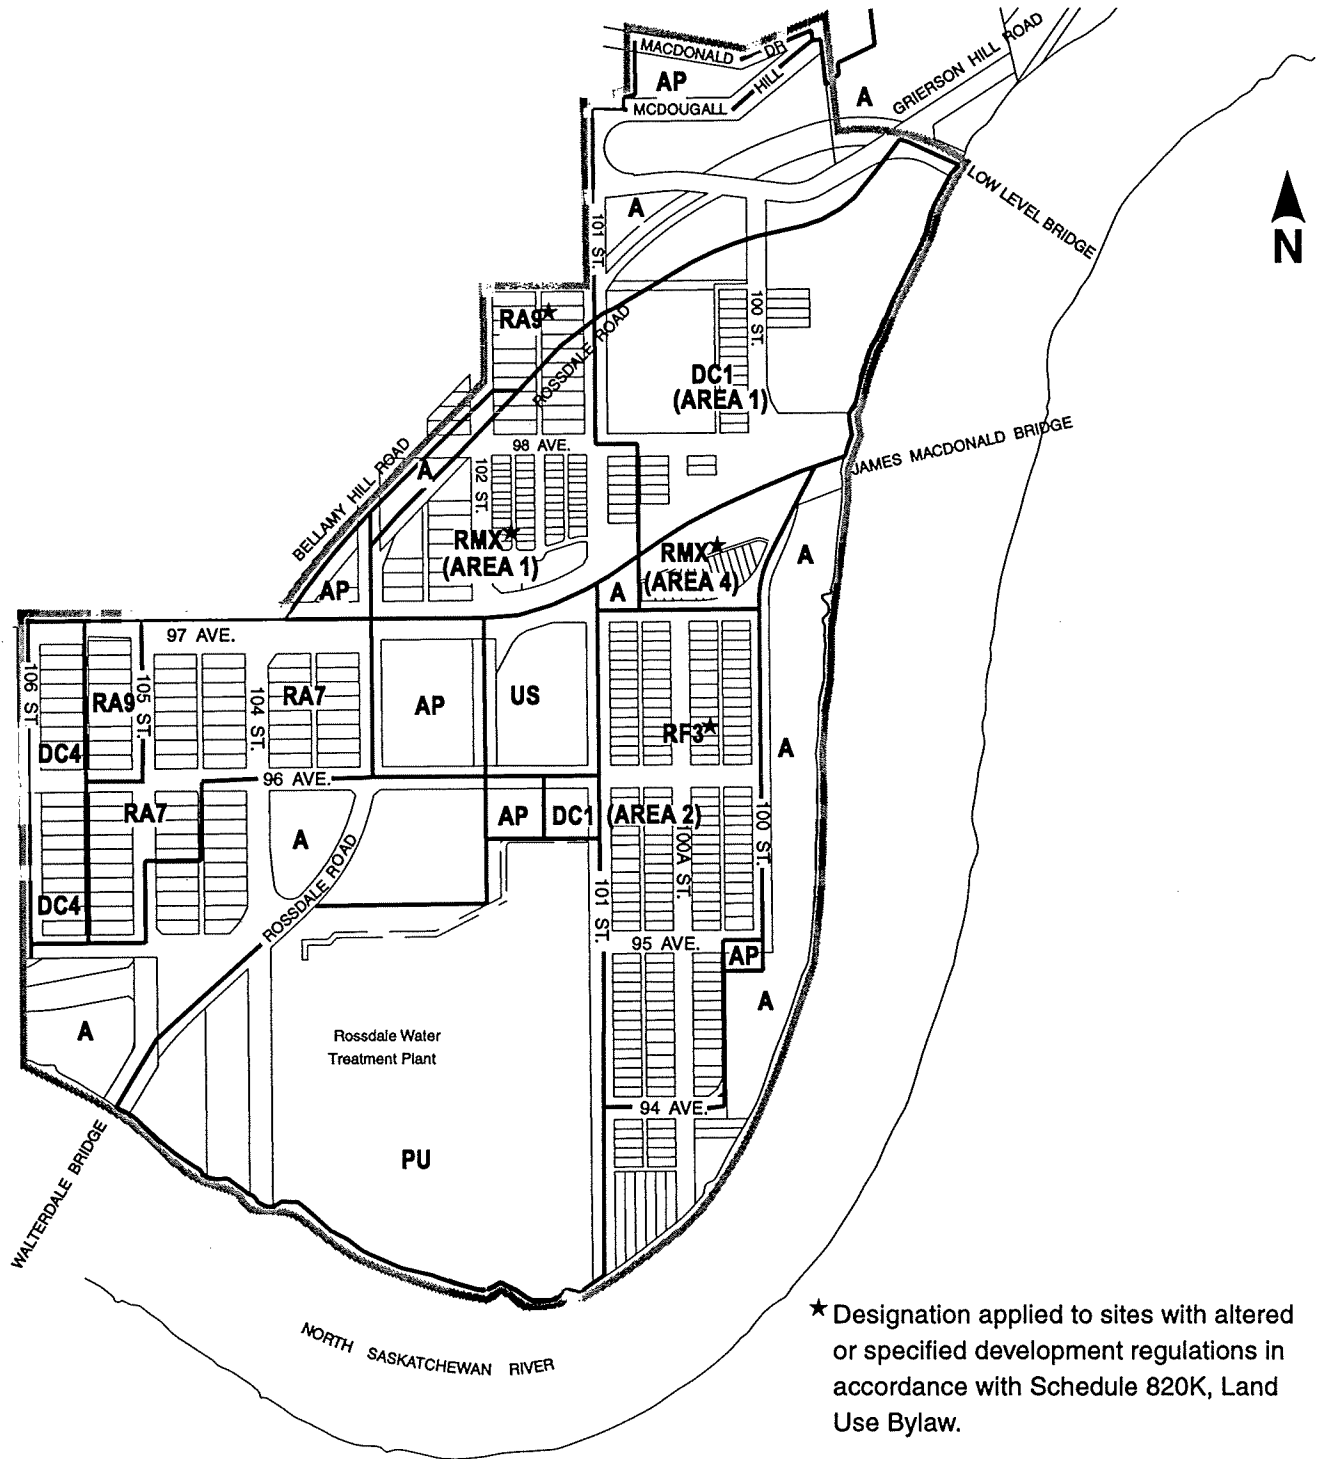 MACDONALD DR
AP
HILL
MCDOUGALL
A
GRIERSON HILL ROAD
LOW LEVEL BRIDGE
N
A
101 ST.
RA9★
ROSSDALE ROAD
100 ST.
DC1
(AREA 1)
JAMES MACDONALD BRIDGE
98 AVE.
BELLAMY HILL ROAD
A
102 ST.
RMX★
(AREA 1)
RMX★
(AREA 4)
A
AP
A
97 AVE.
106 ST.
RA9
105 ST.
104 ST.
RA7
AP
US
RF3★
DC4
A
96 AVE.
RA7
A
AP
DC1 (AREA 2)
100A ST.
100 ST.
ROSSDALE ROAD
DC4
101 ST.
95 AVE.
AP
A
A
Rossdale Water
Treatment Plant
94 AVE.
PU
WALTERDALE BRIDGE
NORTH SASKATCHEWAN RIVER
★ Designation applied to sites with altered
or specified development regulations in
accordance with Schedule 820K, Land
Use Bylaw.